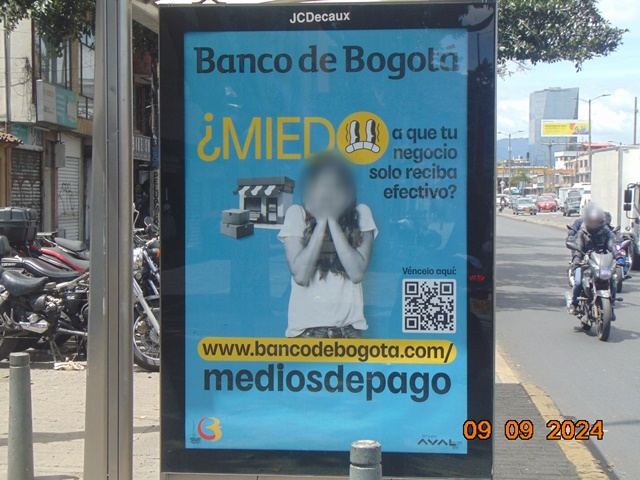 JCDecaux
Banco de Bogotá
¿MIEDO
a que tu
negocio
solo reciba
efectivo?
Véncelo aquí:
www.bancodebogota.com/
mediosdepago
AVAL
09 09 2024